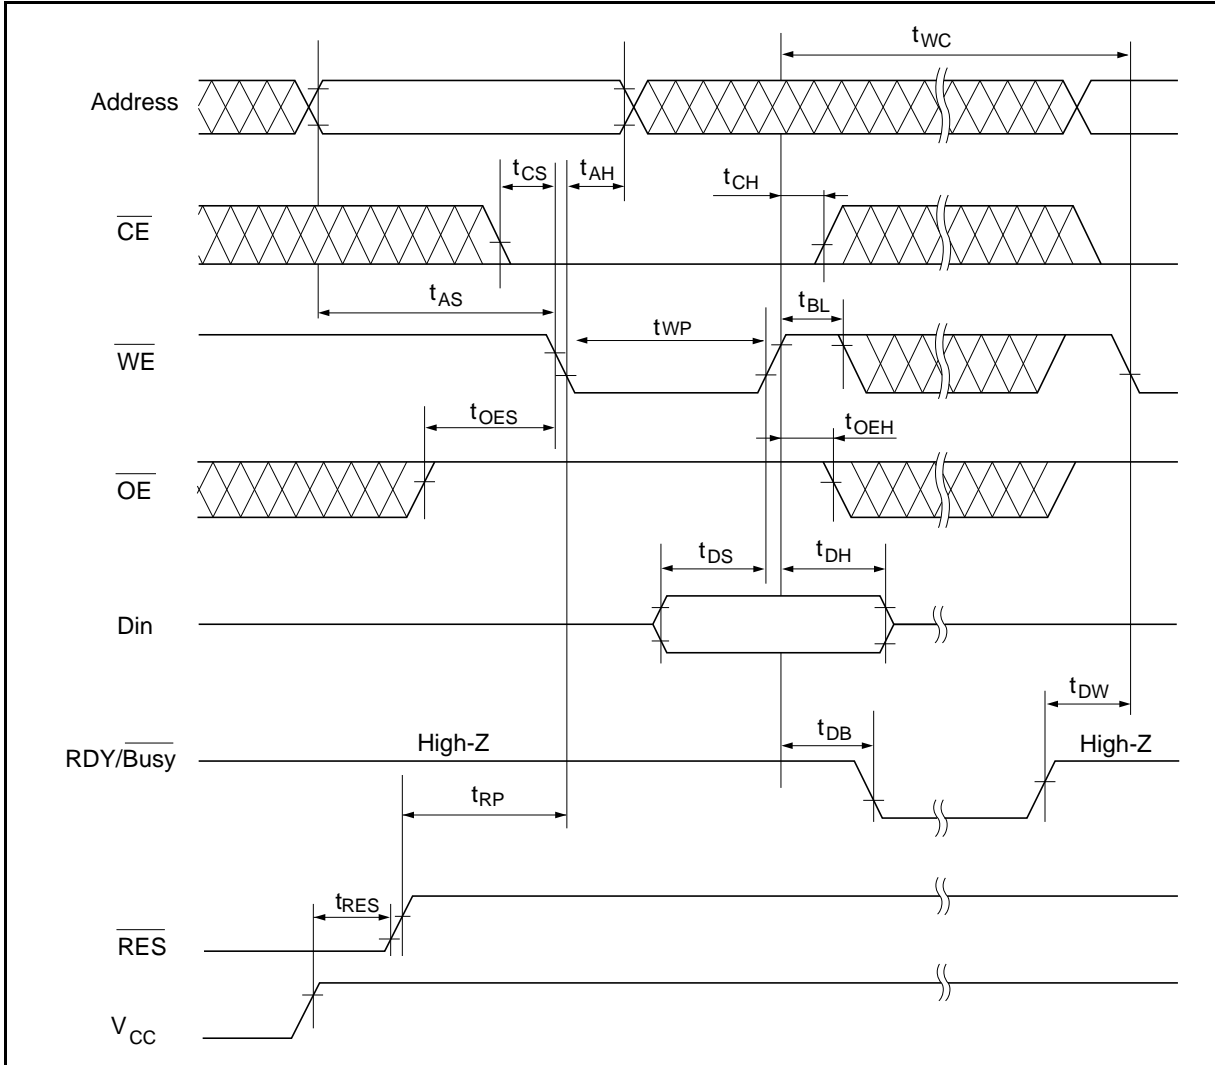 tWC
Address
tCS
tAH
tCH
CE
tAS
tBL
tWP
WE
tOES
tOEH
OE
tDS
tDH
Din
tDW
tDB
High-Z
High-Z
RDY/Busy
tRP
tRES
RES
VCC